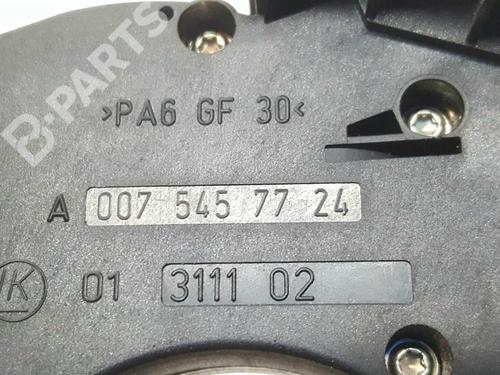 B-PARTS
>PA6 GF 30<
A 007 545 77 24
01 3111 02